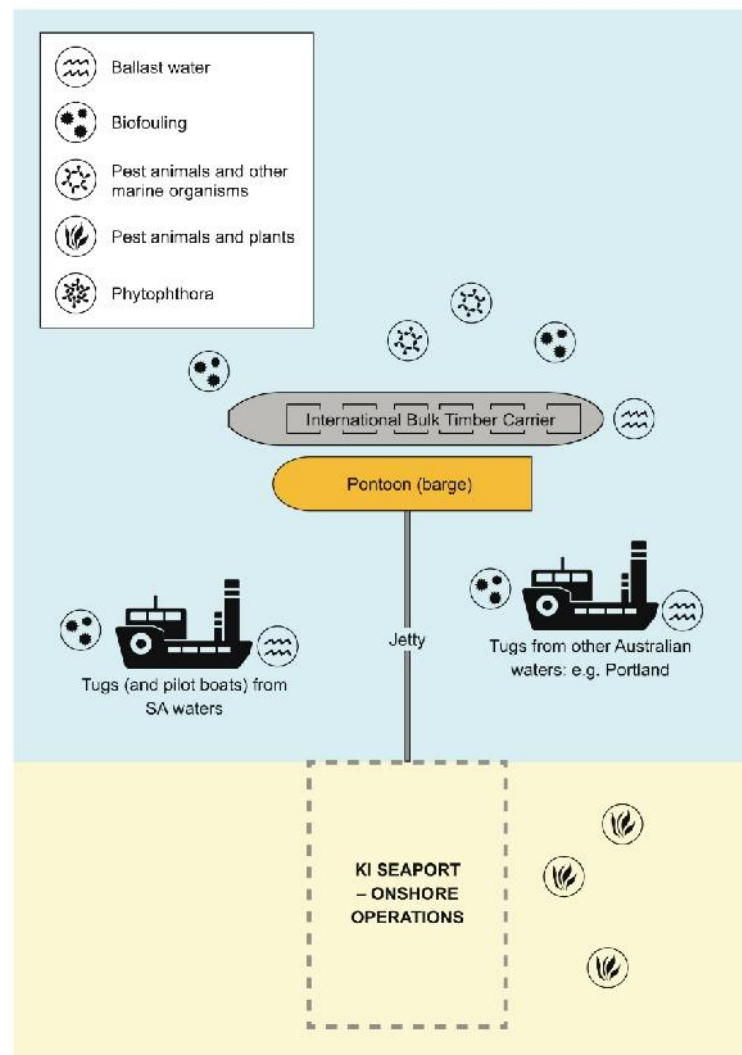 Ballast water
Biofouling
Pest animals and other
marine organisms
Pest animals and plants
Phytophthora
International Bulk Timber Carrier
Pontoon (barge)
Jetty
Tugs (and pilot boats) from
SA waters
Tugs from other Australian
waters: e.g. Portland
KI SEAPORT
– ONSHORE
OPERATIONS